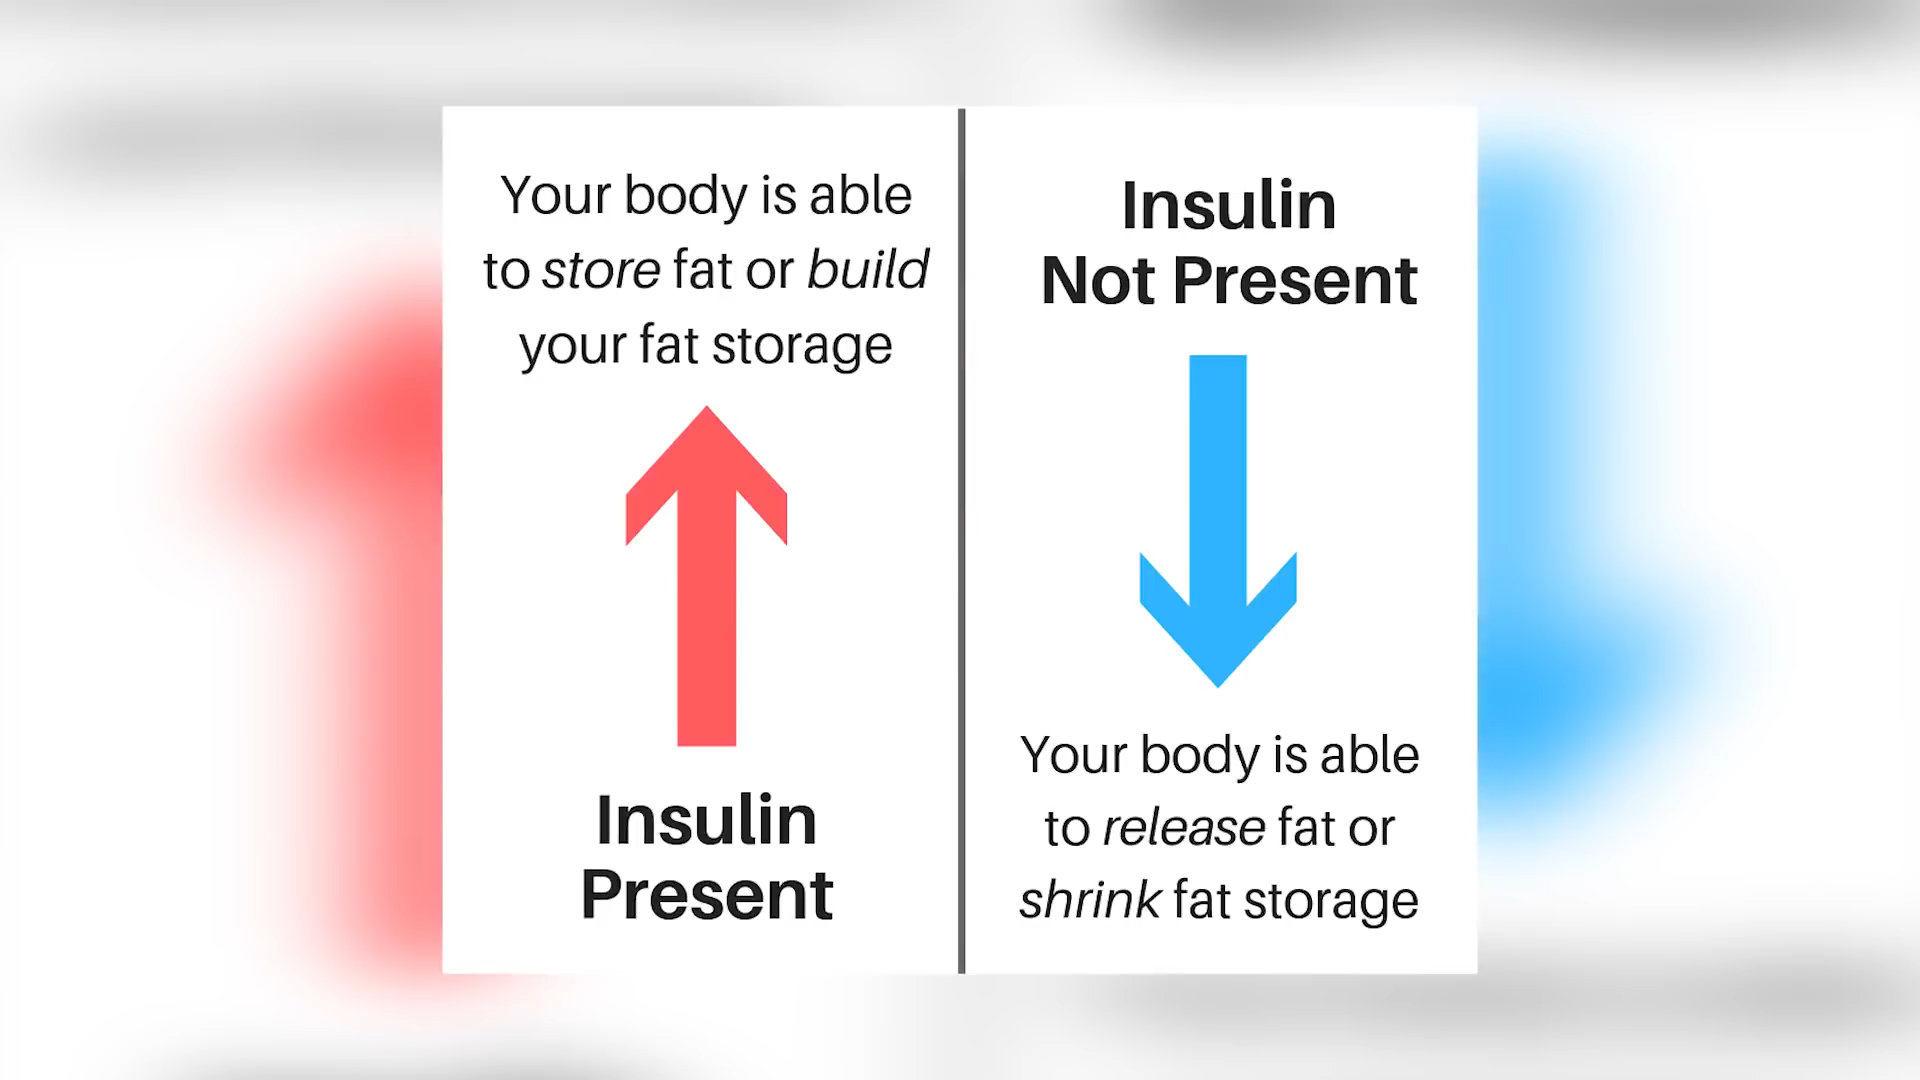 Your body is able
to store fat or build
your fat storage
Insulin
Present
Insulin
Not Present
Your body is able
to release fat or
shrink fat storage